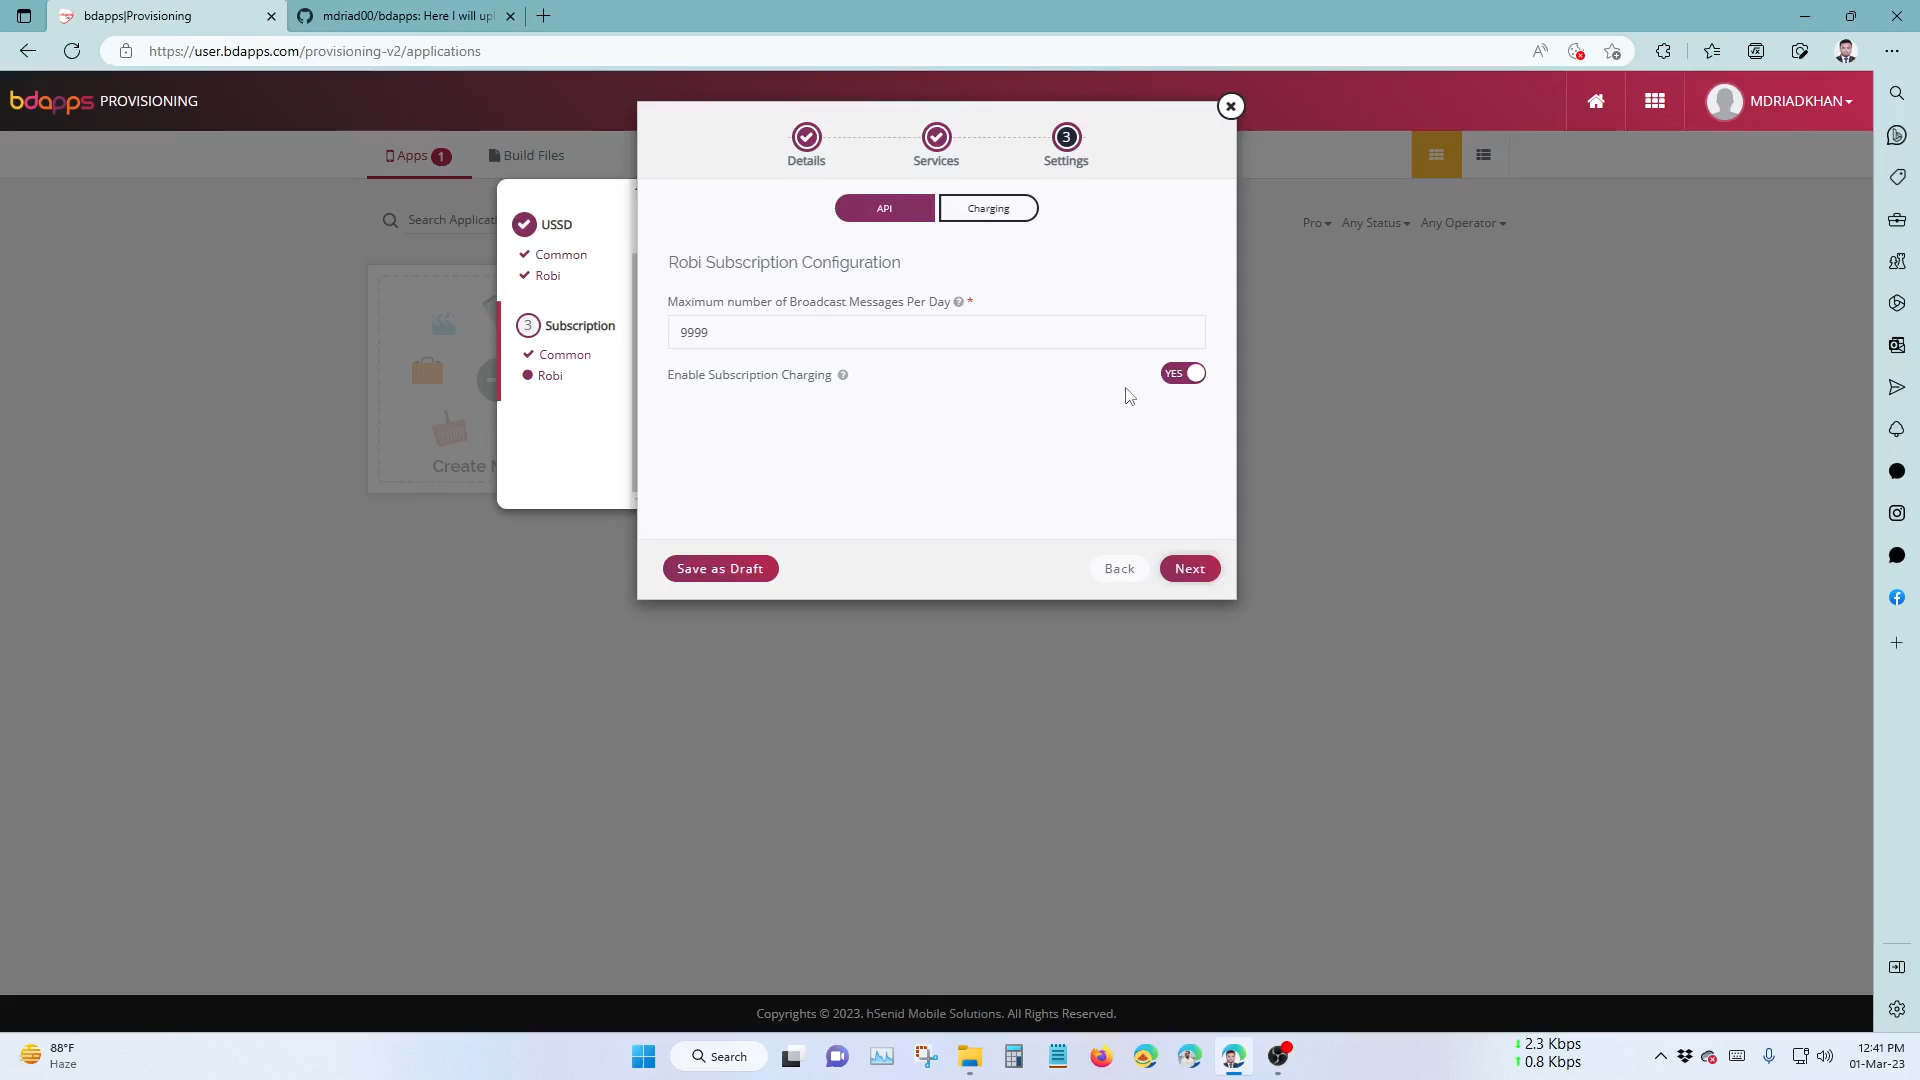 bdapps|Provisioning
mdriad00/bdapps: Here I will upl
https://user.bdapps.com/provisioning-v2/applications
bdapps PROVISIONING
MDRIADKHAN
Details
Services
3
Settings
Apps 1
Build Files
API
Charging
Search Applicati
Pro
Any Status
Any Operator
USSD
Common
Robi
3 Subscription
Common
Robi
Robi Subscription Configuration
Maximum number of Broadcast Messages Per Day ? *
9999
Enable Subscription Charging ?
YES
Create N
Save as Draft
Back
Next
Copyrights © 2023. hSenid Mobile Solutions. All Rights Reserved.
88°F
Haze
Search
2.3 Kbps
0.8 Kbps
12:41 PM
01-Mar-23